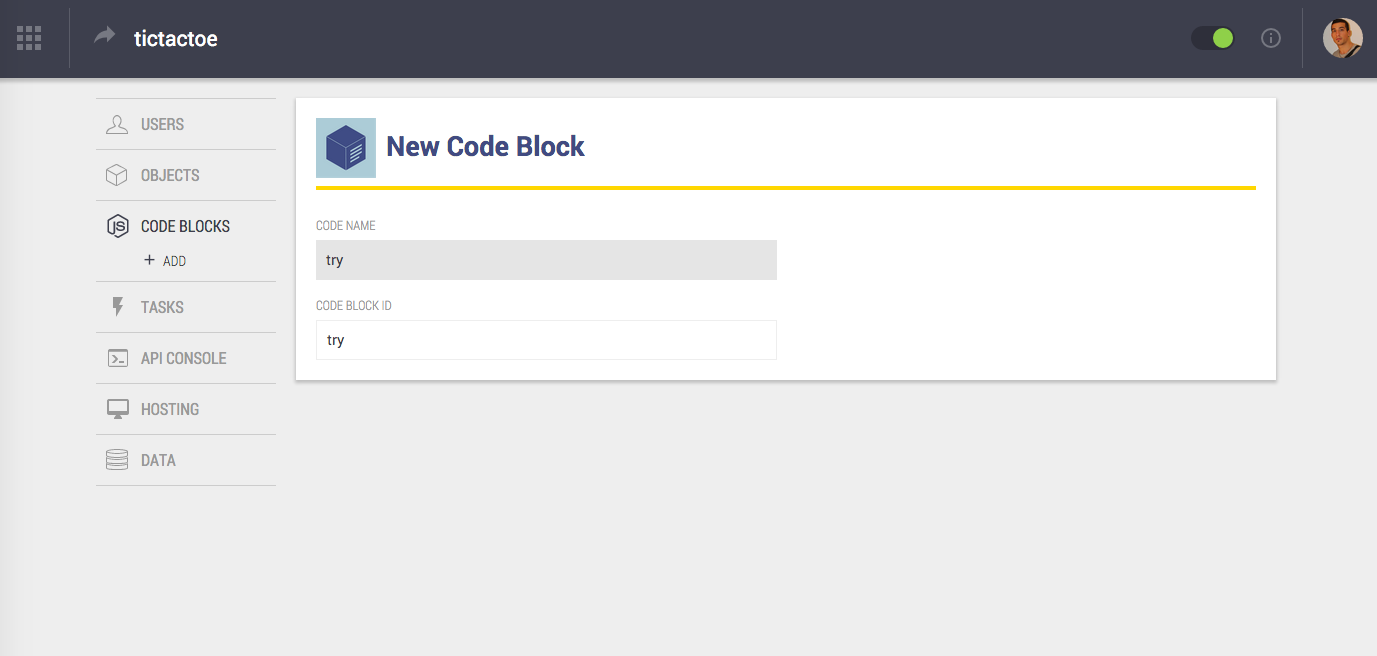 tictactoe
USERS
OBJECTS
JS CODE BLOCKS
+ ADD
TASKS
API CONSOLE
HOSTING
DATA
New Code Block
CODE NAME
try
CODE BLOCK ID
try